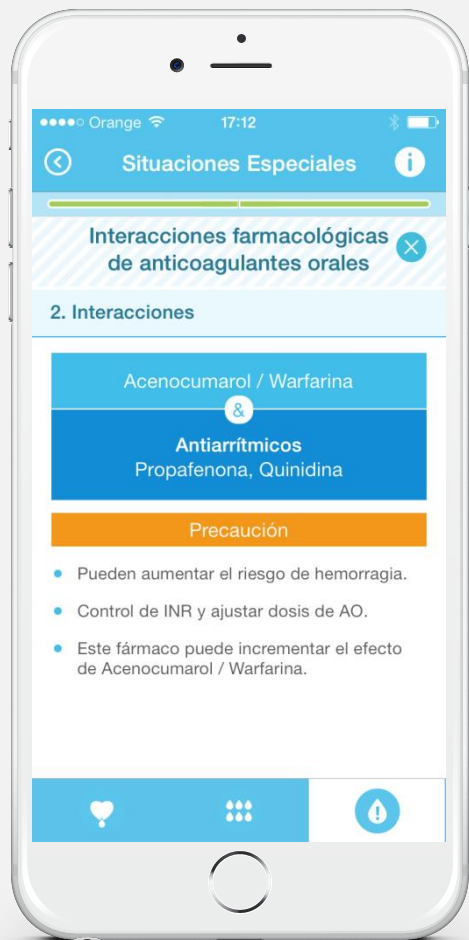 Orange 17:12
Situaciones Especiales i
Interacciones farmacológicas
de anticoagulantes orales
2. Interacciones
Acenocumarol / Warfarina
&
Antiarrítmicos
Propafenona, Quinidina
Precaución
Pueden aumentar el riesgo de hemorragia.
Control de INR y ajustar dosis de AO.
Este fármaco puede incrementar el efecto
de Acenocumarol / Warfarina.